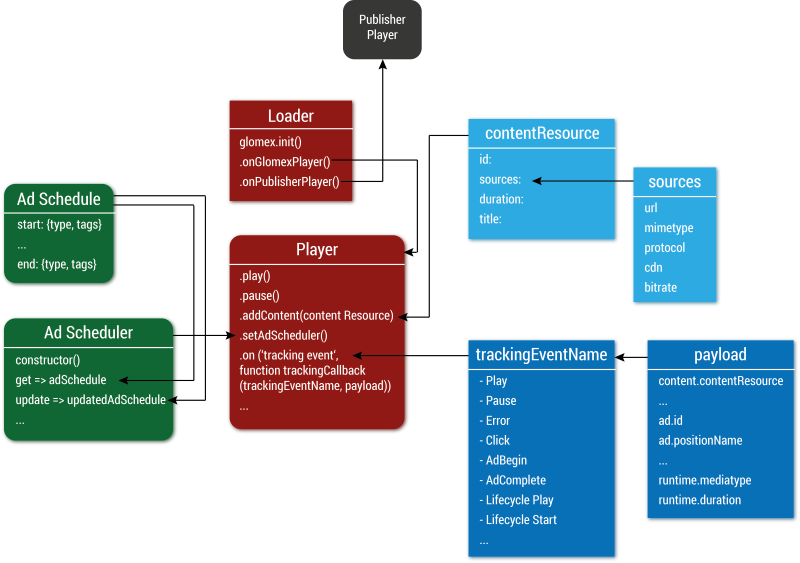 Publisher
Player
Loader
glomex.init()
.onGlomexPlayer()
.onPublisherPlayer()
contentResource
id:
sources:
duration:
title:
sources
url
mimetype
protocol
cdn
bitrate
Ad Schedule
start: {type, tags}
...
end: {type, tags}
Player
.play()
.pause()
.addContent(content Resource)
.setAdScheduler()
.on ('tracking event',
function trackingCallback
(trackingEventName, payload))
...
Ad Scheduler
constructor()
get => adSchedule
update => updatedAdSchedule
...
trackingEventName
- Play
- Pause
- Error
- Click
- AdBegin
- AdComplete
- Lifecycle Play
- Lifecycle Start
...
payload
content.contentResource
...
ad.id
ad.positionName
...
runtime.mediatype
runtime.duration